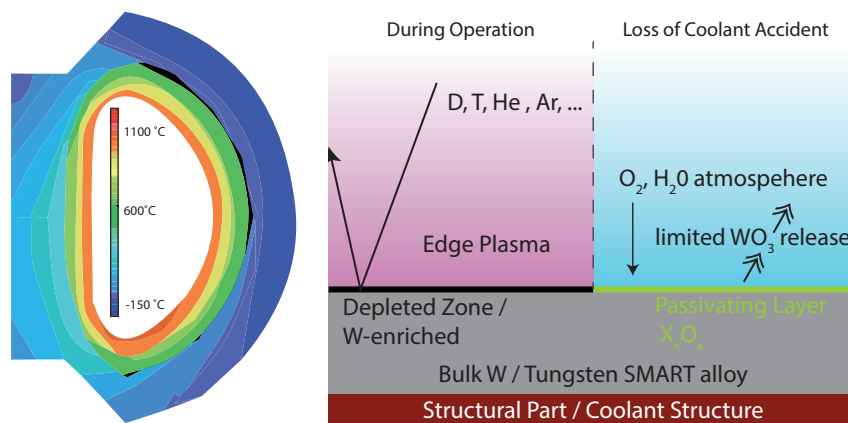 1100 ˚C
600˚C
-150 ˚C
During Operation
Loss of Coolant Accident
D, T, He , Ar, ...
O2, H20 atmospehere
limited WO3 release
Edge Plasma
Depleted Zone /
W-enriched
Passivating Layer
XxOx
Bulk W / Tungsten SMART alloy
Structural Part / Coolant Structure